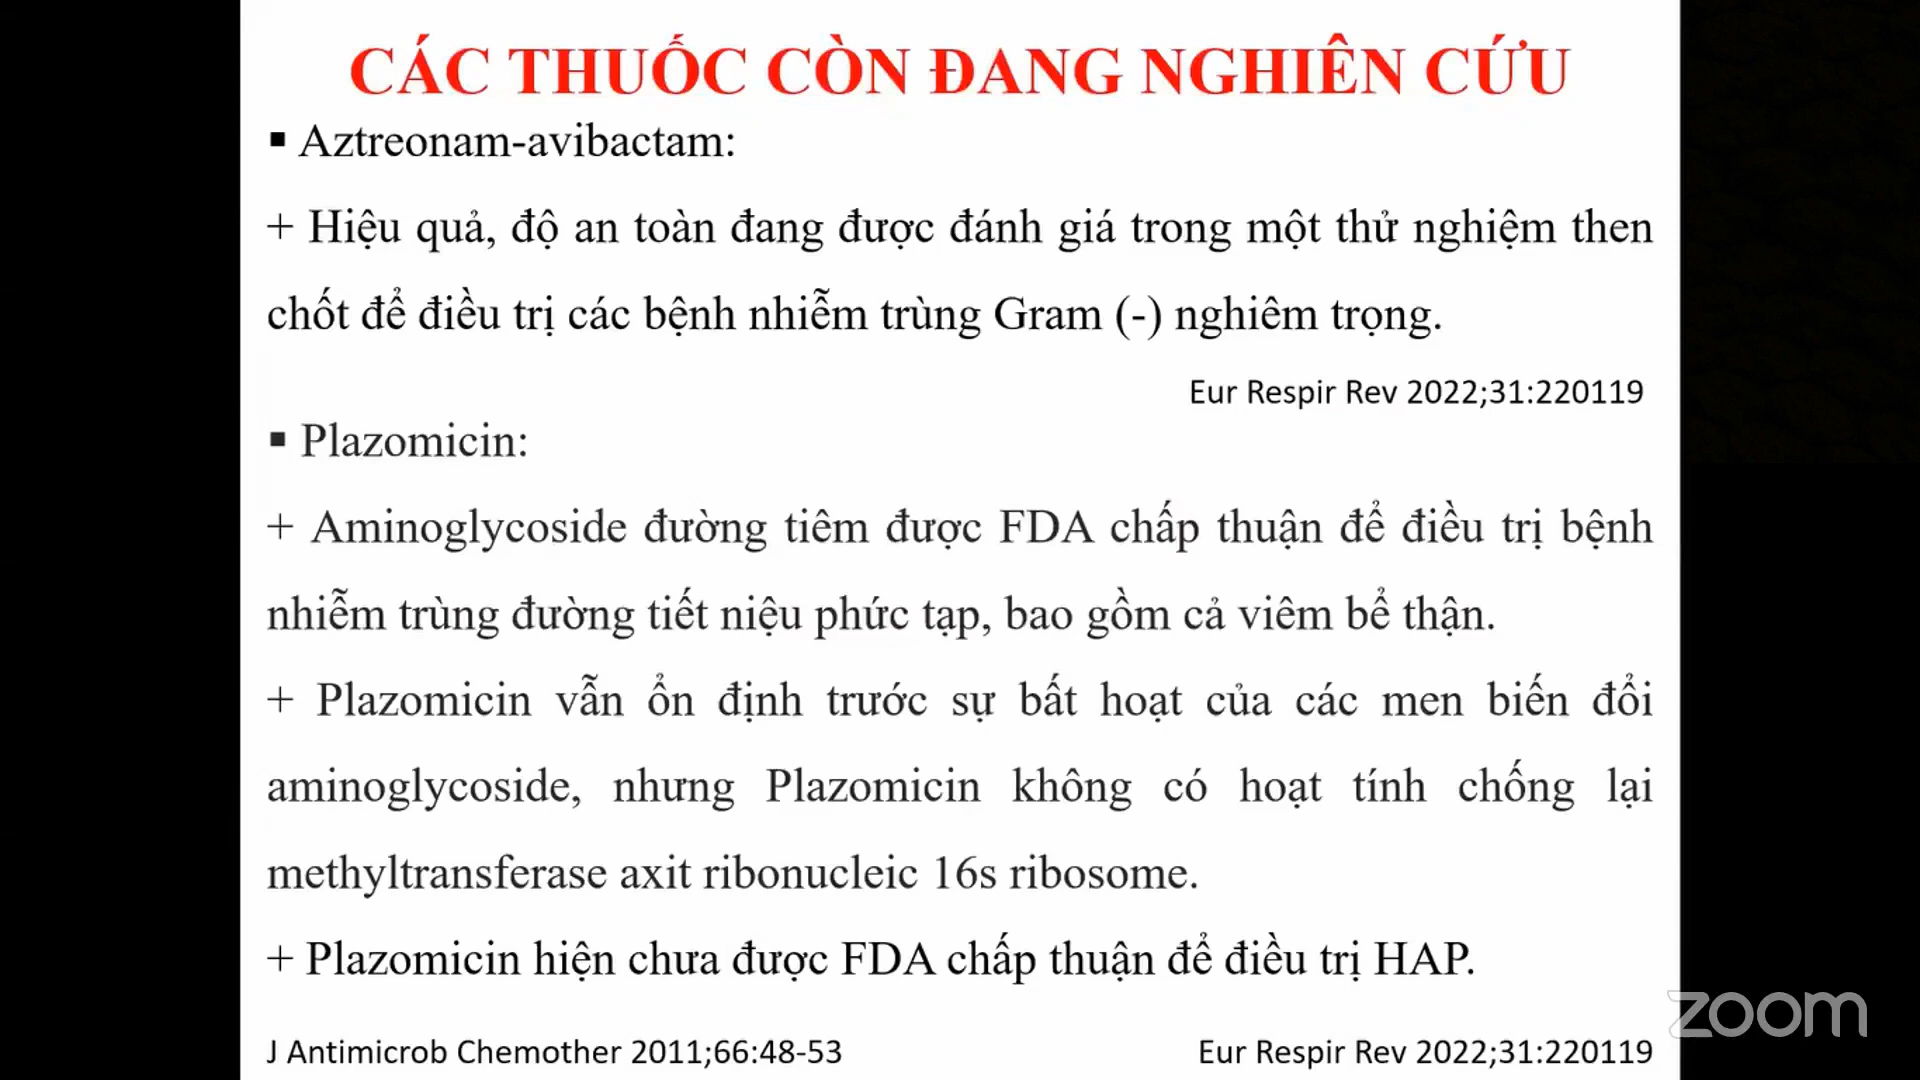 CÁC THUỐC CÒN ĐANG NGHIÊN CỨU
▪ Aztreonam-avibactam:
+ Hiệu quả, độ an toàn đang được đánh giá trong một thử nghiệm then
chốt để điều trị các bệnh nhiễm trùng Gram (-) nghiêm trọng.
Eur Respir Rev 2022;31:220119
▪ Plazomicin:
+ Aminoglycoside đường tiêm được FDA chấp thuận để điều trị bệnh
nhiễm trùng đường tiết niệu phức tạp, bao gồm cả viêm bể thận.
+ Plazomicin vẫn ổn định trước sự bất hoạt của các men biến đổi
aminoglycoside, nhưng Plazomicin không có hoạt tính chống lại
methyltransferase axit ribonucleic 16s ribosome.
+ Plazomicin hiện chưa được FDA chấp thuận để điều trị HAP.
J Antimicrob Chemother 2011;66:48-53
Eur Respir Rev 2022;31:220119
zoom